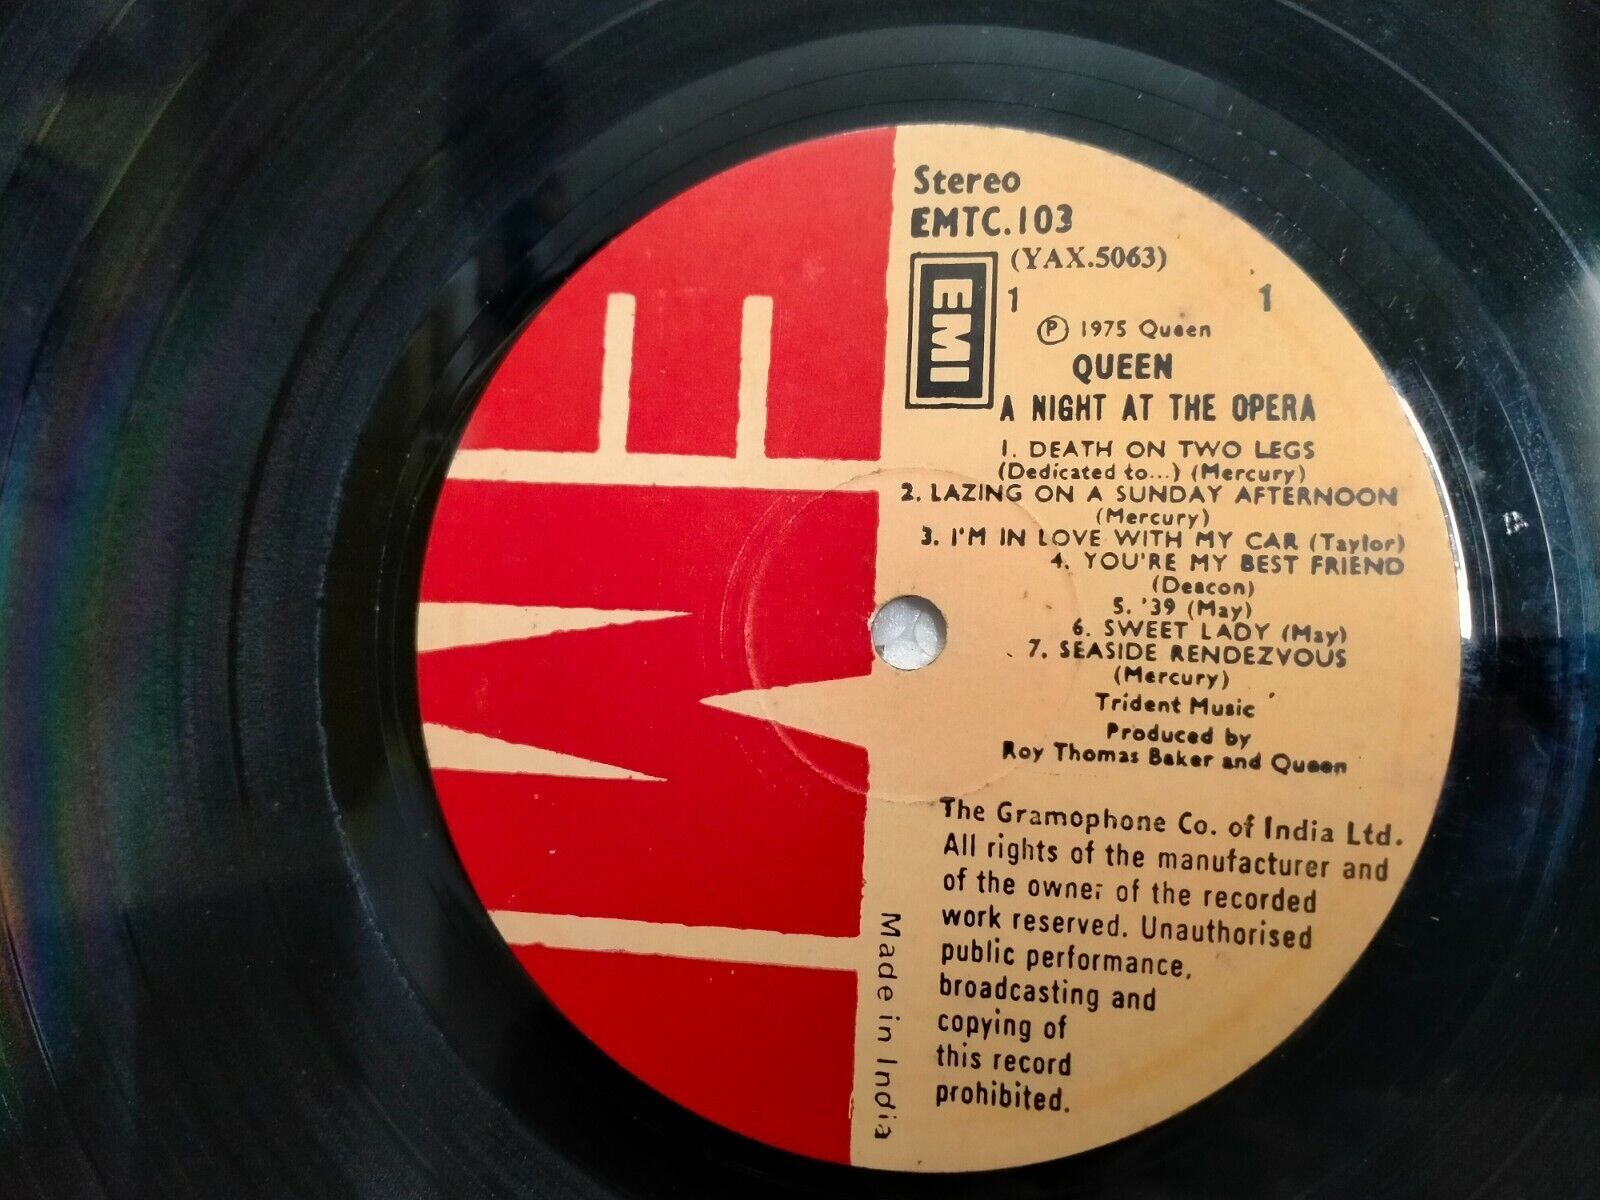 Stereo
EMTC.103
(YAX.5063)
EMI
1 1
Ⓟ 1975 Queen
QUEEN
A NIGHT AT THE OPERA
1. DEATH ON TWO LEGS
(Dedicated to...) (Mercury)
2. LAZING ON A SUNDAY AFTERNOON
(Mercury)
3. I'M IN LOVE WITH MY CAR (Taylor)
4. YOU'RE MY BEST FRIEND
(Deacon)
5. '39 (May)
6. SWEET LADY (May)
7. SEASIDE RENDEZVOUS
(Mercury)
Trident Music
Produced by
Roy Thomas Baker and Queen
The Gramophone Co. of India Ltd.
All rights of the manufacturer and
of the owner of the recorded
work reserved. Unauthorised
public performance,
broadcasting and
copying of
this record
prohibited.
Made in India
EMI